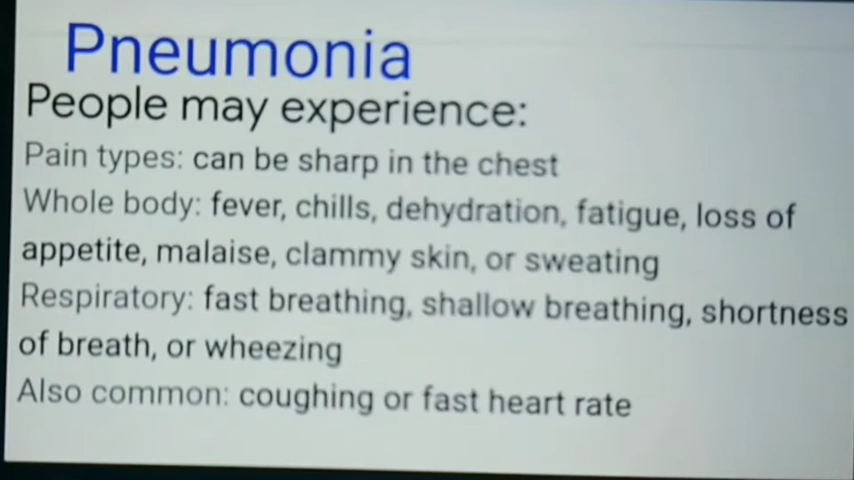 Pneumonia
People may experience:
Pain types: can be sharp in the chest
Whole body: fever, chills, dehydration, fatigue, loss of
appetite, malaise, clammy skin, or sweating
Respiratory: fast breathing, shallow breathing, shortness
of breath, or wheezing
Also common: coughing or fast heart rate